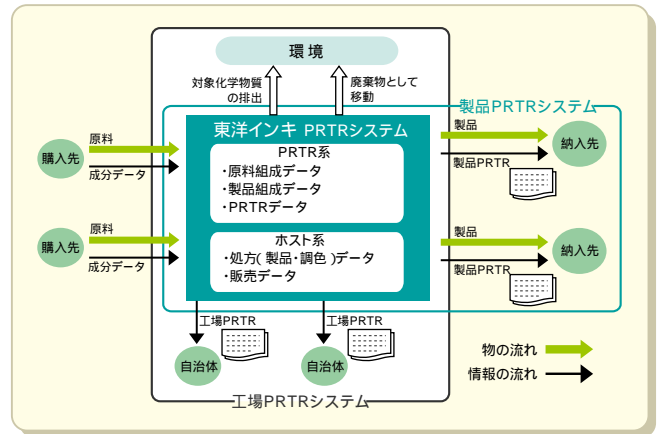 環境
対象化学物質
の排出
廃棄物として
移動
製品PRTRシステム
東洋インキ PRTRシステム
PRTR系
・原料組成データ
・製品組成データ
・PRTRデータ
ホスト系
・処方(製品・調色)データ
・販売データ
購入先
原料
成分データ
購入先
原料
成分データ
製品
製品PRTR
納入先
製品
製品PRTR
納入先
工場PRTR
自治体
工場PRTR
自治体
工場PRTRシステム
物の流れ
情報の流れ